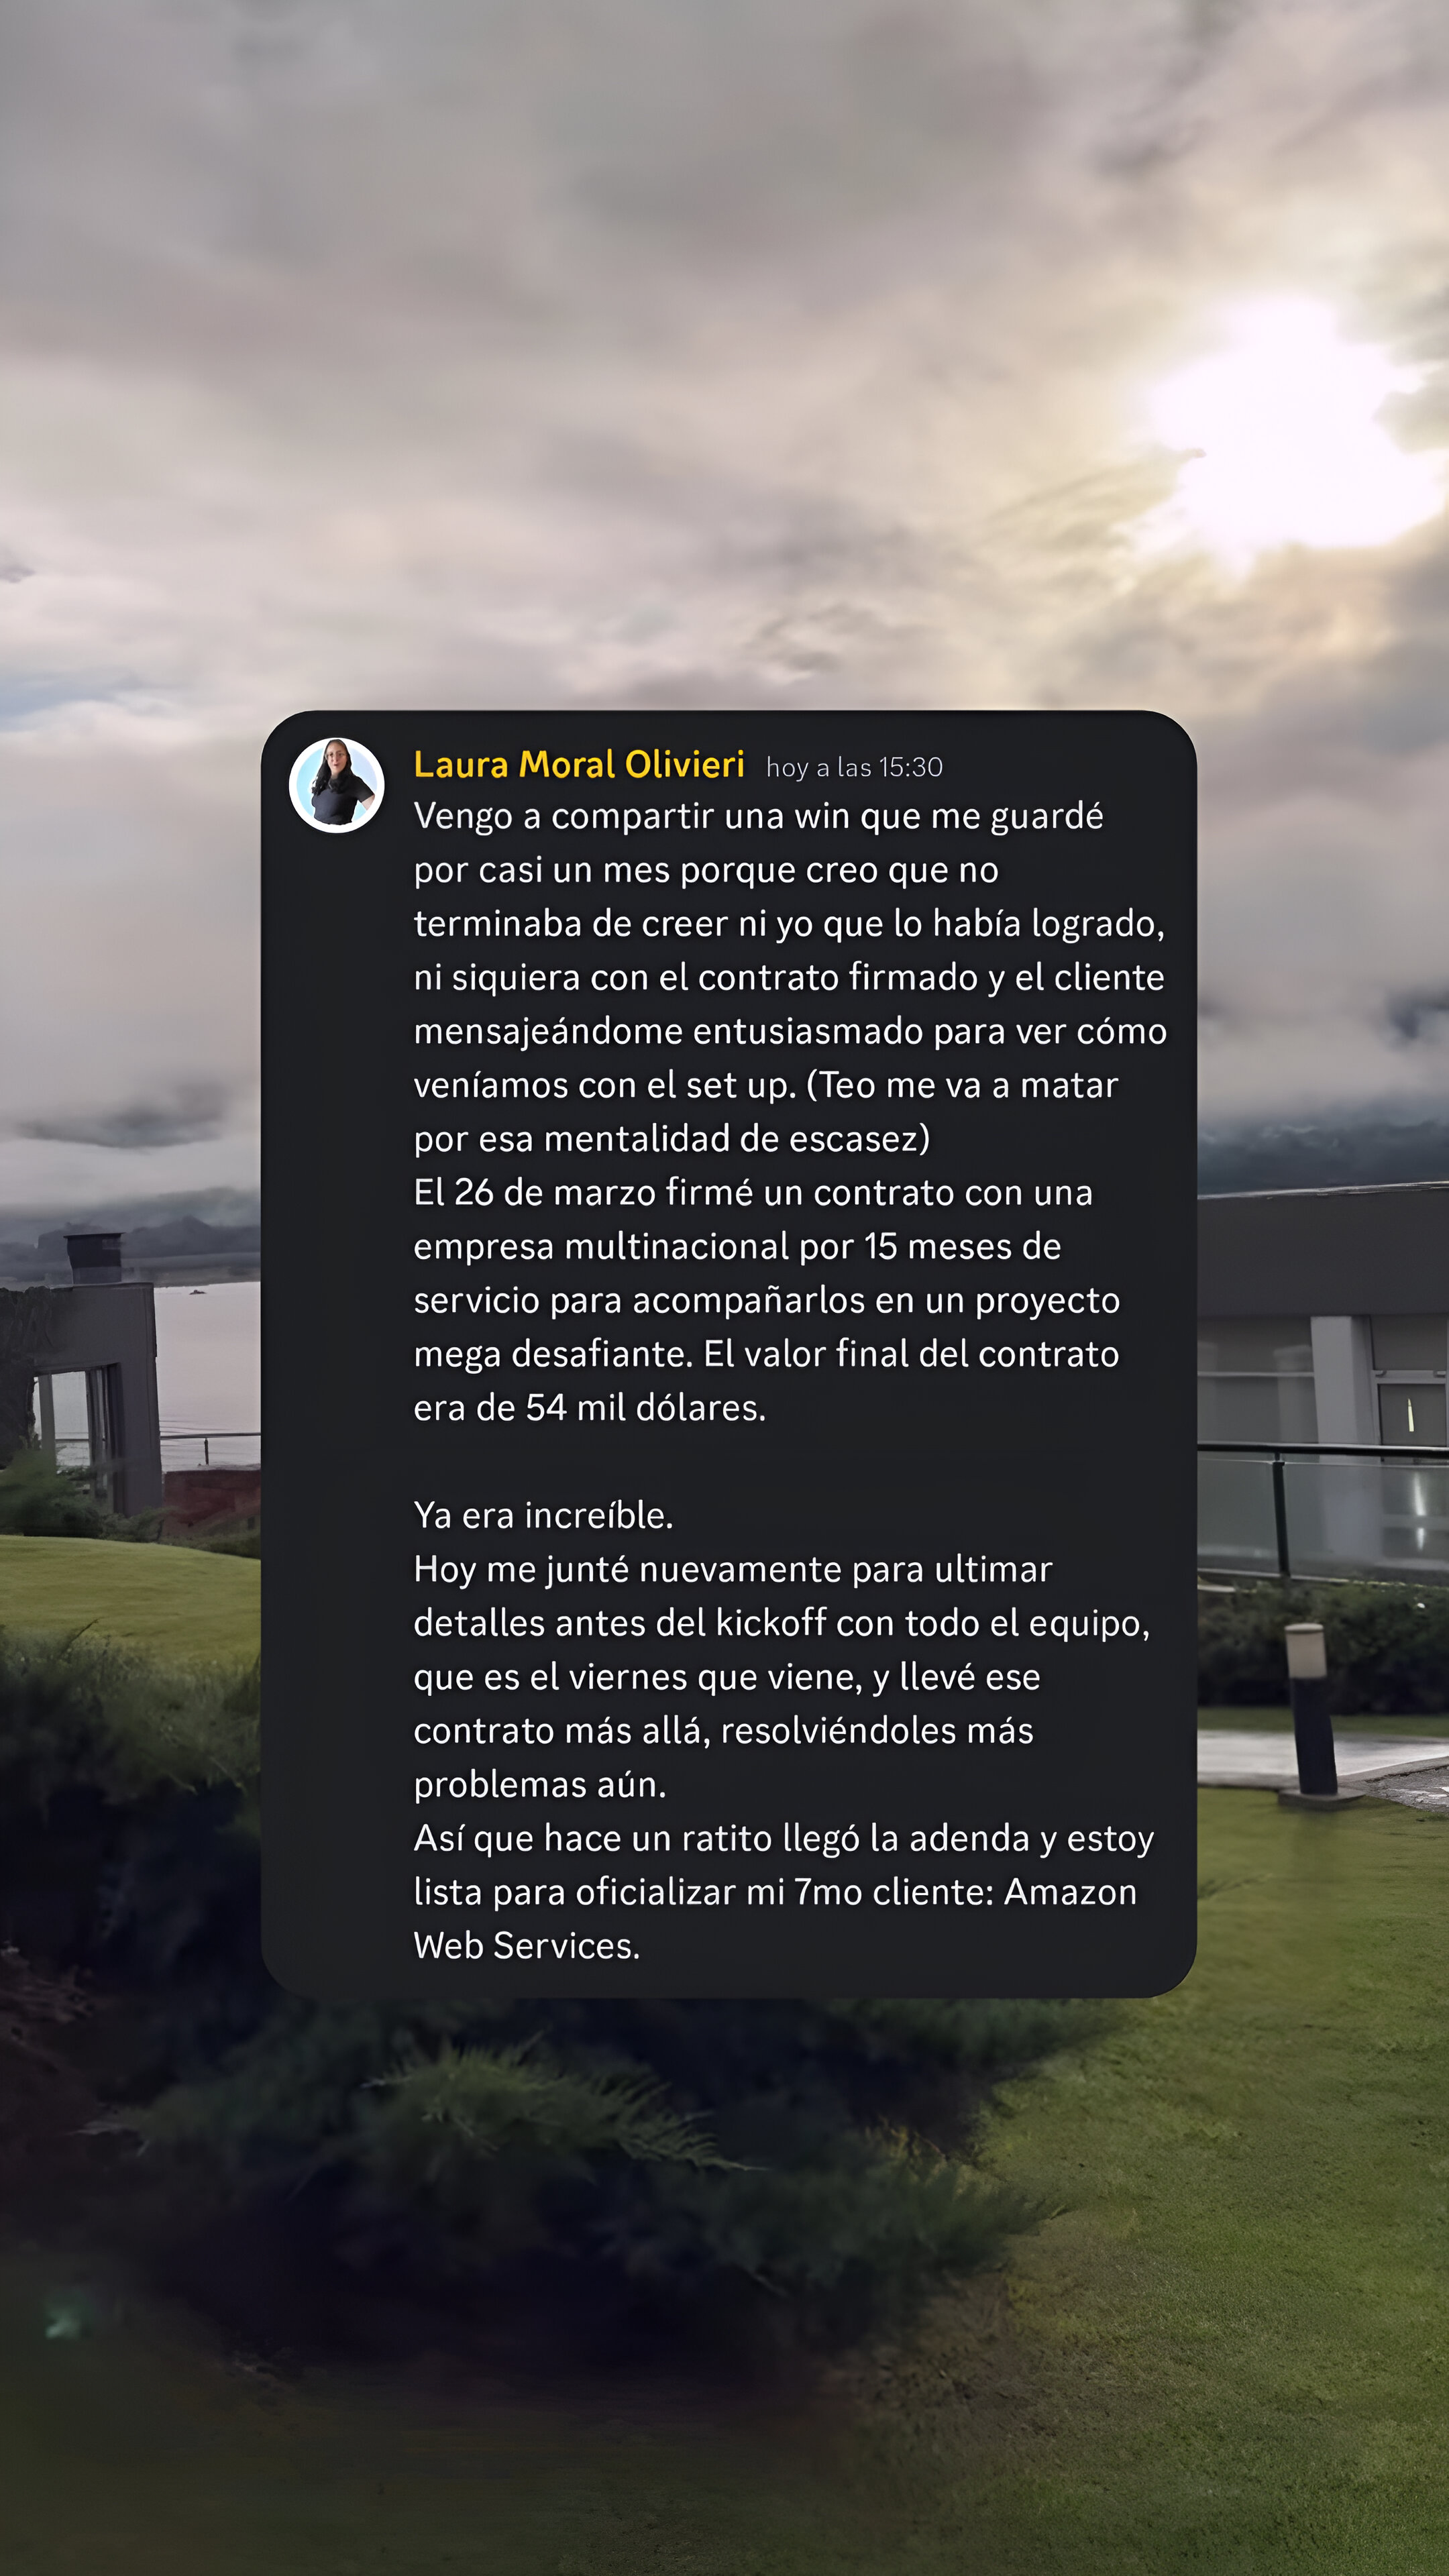 Laura Moral Olivieri hoy a las 15:30
Vengo a compartir una win que me guardé
por casi un mes porque creo que no
terminaba de creer ni yo que lo había logrado,
ni siquiera con el contrato firmado y el cliente
mensajeándome entusiasmado para ver cómo
veníamos con el set up. (Teo me va a matar
por esa mentalidad de escasez)
El 26 de marzo firmé un contrato con una
empresa multinacional por 15 meses de
servicio para acompañarlos en un proyecto
mega desafiante. El valor final del contrato
era de 54 mil dólares.
Ya era increíble.
Hoy me junté nuevamente para ultimar
detalles antes del kickoff con todo el equipo,
que es el viernes que viene, y llevé ese
contrato más allá, resolviéndoles más
problemas aún.
Así que hace un ratito llegó la adenda y estoy
lista para oficializar mi 7mo cliente: Amazon
Web Services.